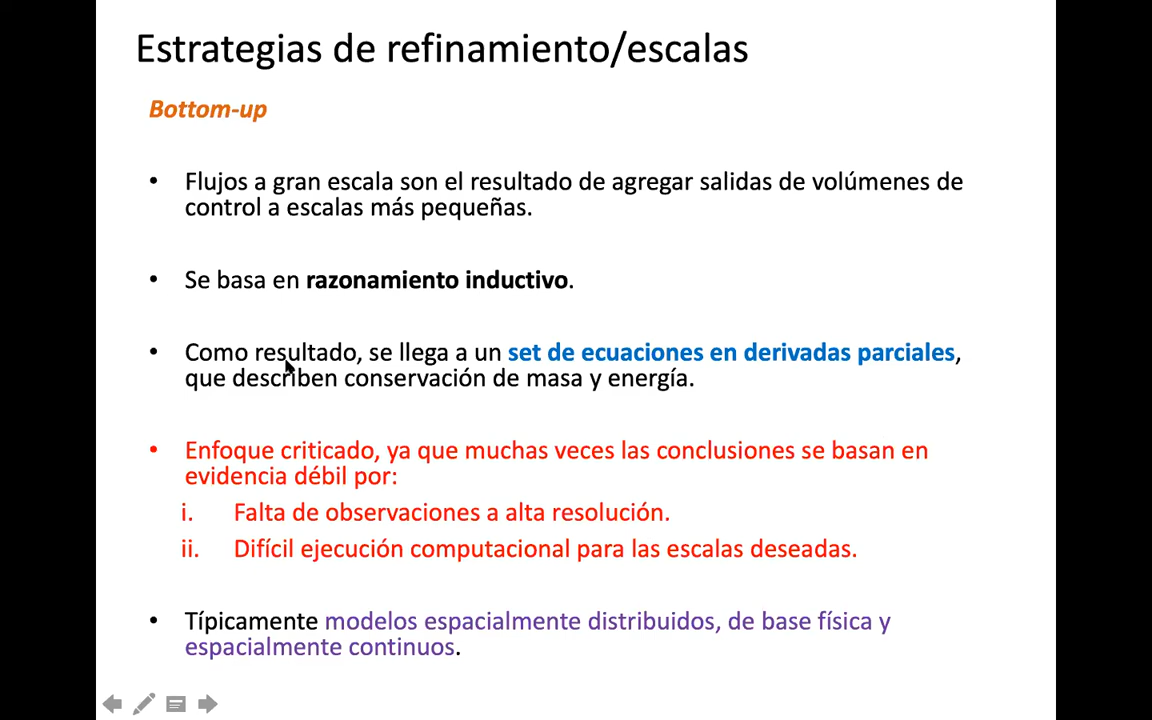 Estrategias de refinamiento/escalas
Bottom-up
• Flujos a gran escala son el resultado de agregar salidas de volúmenes de
control a escalas más pequeñas.
• Se basa en razonamiento inductivo.
• Como resultado, se llega a un set de ecuaciones en derivadas parciales,
que describen conservación de masa y energía.
• Enfoque criticado, ya que muchas veces las conclusiones se basan en
evidencia débil por:
i. Falta de observaciones a alta resolución.
ii. Difícil ejecución computacional para las escalas deseadas.
• Típicamente modelos espacialmente distribuidos, de base física y
espacialmente continuos.